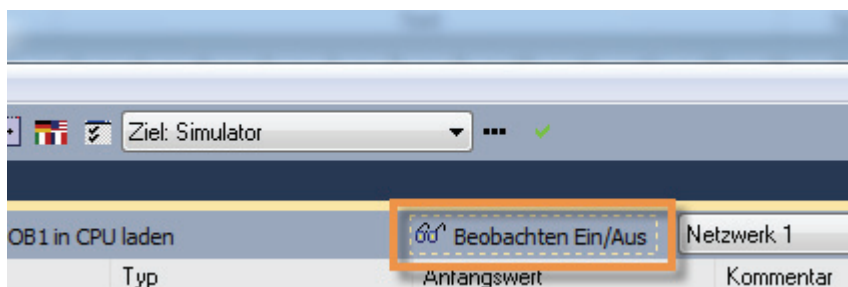 Ziel: Simulator
OB1 in CPU laden Beobachten Ein/Aus Netzwerk 1
Typ Anfangswert Kommentar